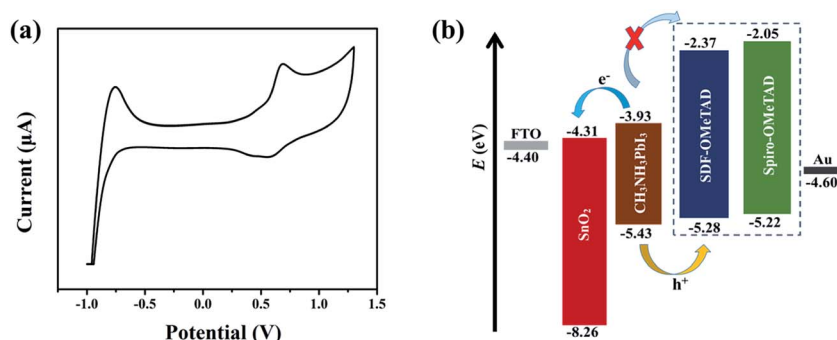 (a)
Current (μA)
-1.0 -0.5 0.0 0.5 1.0 1.5
Potential (V)
(b)
E (eV)
FTO
-4.40
e-
-4.31
SnO2
-8.26
-3.93
CH3NH3PbI3
-5.43
h+
-2.37
SDF-OMeTAD
-5.28
-2.05
Spiro-OMeTAD
-5.22
Au
-4.60